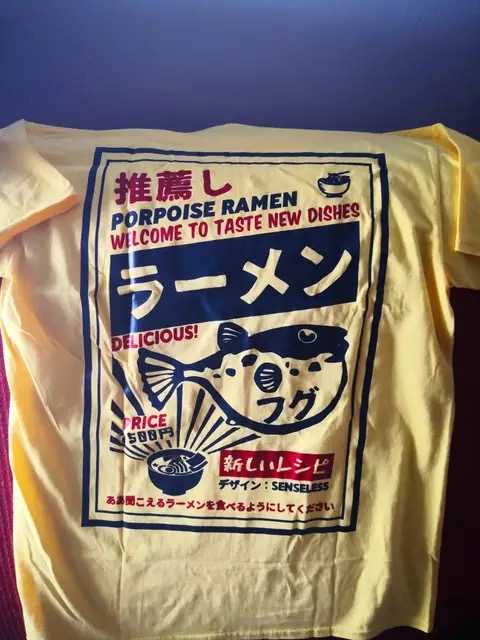 推薦し
PORPOISE RAMEN
WELCOME TO TASTE NEW DISHES
ラーメン
DELICIOUS!
フグ
PRICE
1500円
新しいレシピ
デザイン：SENSELESS
ああ聞こえるラーメンを食べるようにしてください